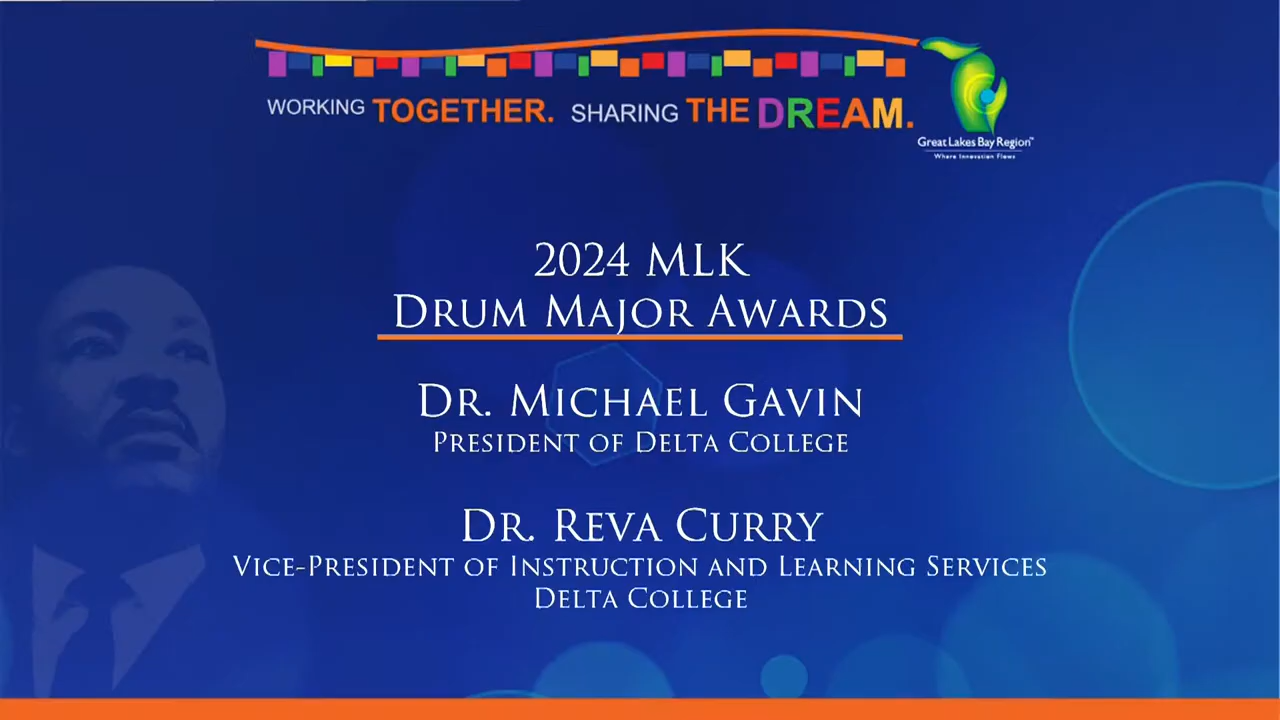 WORKING TOGETHER. SHARING THE DREAM.
Great Lakes Bay Region™
Where Innovation Flows
2024 MLK
DRUM MAJOR AWARDS
DR. MICHAEL GAVIN
PRESIDENT OF DELTA COLLEGE
DR. REVA CURRY
VICE-PRESIDENT OF INSTRUCTION AND LEARNING SERVICES
DELTA COLLEGE